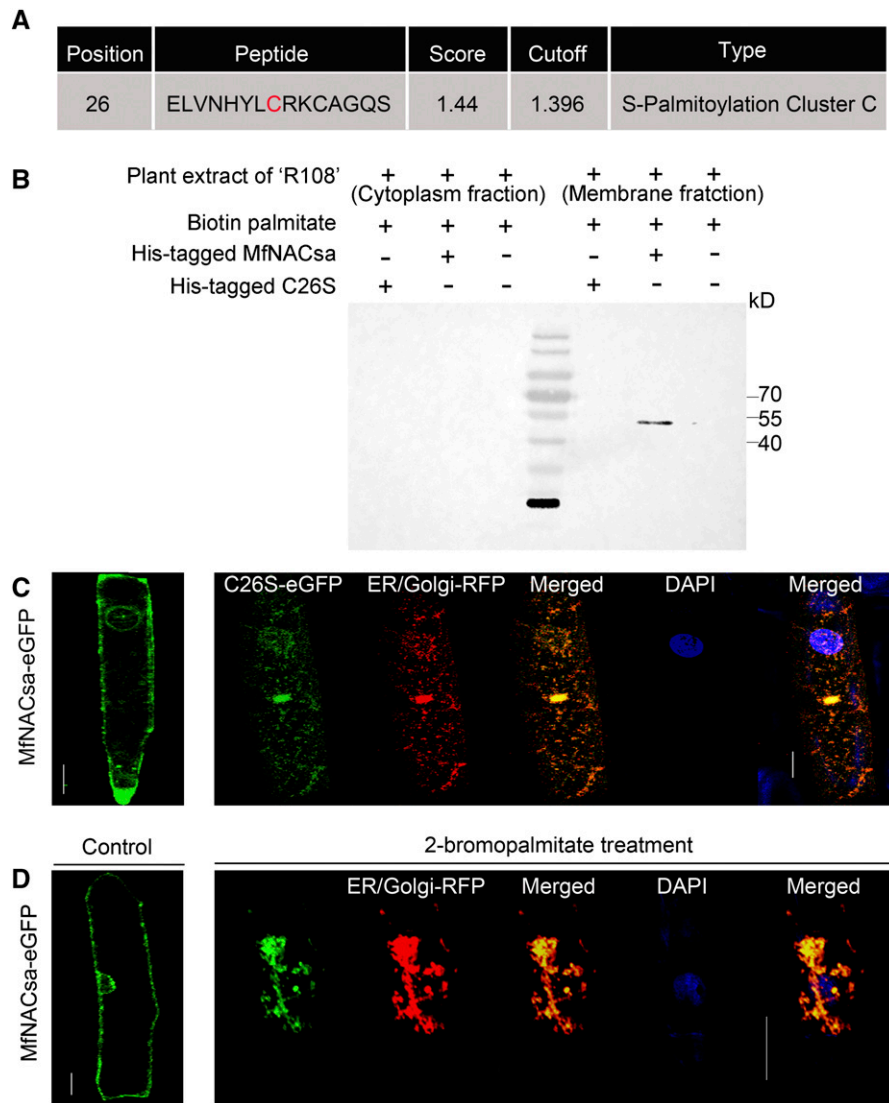 A
Position Peptide Score Cutoff Type
26 ELVNHYLCRKCAGQS 1.44 1.396 S-Palmitoylation Cluster C
B
Plant extract of ‘R108’ + + + + + +
(Cytoplasm fraction) (Membrane fratction)
Biotin palmitate + + + + + +
His-tagged MfNACsa - + - - + -
His-tagged C26S + - - + - -
kD
70
55
40
C
MfNACsa-eGFP
C26S-eGFP ER/Golgi-RFP Merged DAPI Merged
Control 2-bromopalmitate treatment
D
MfNACsa-eGFP
ER/Golgi-RFP Merged DAPI Merged